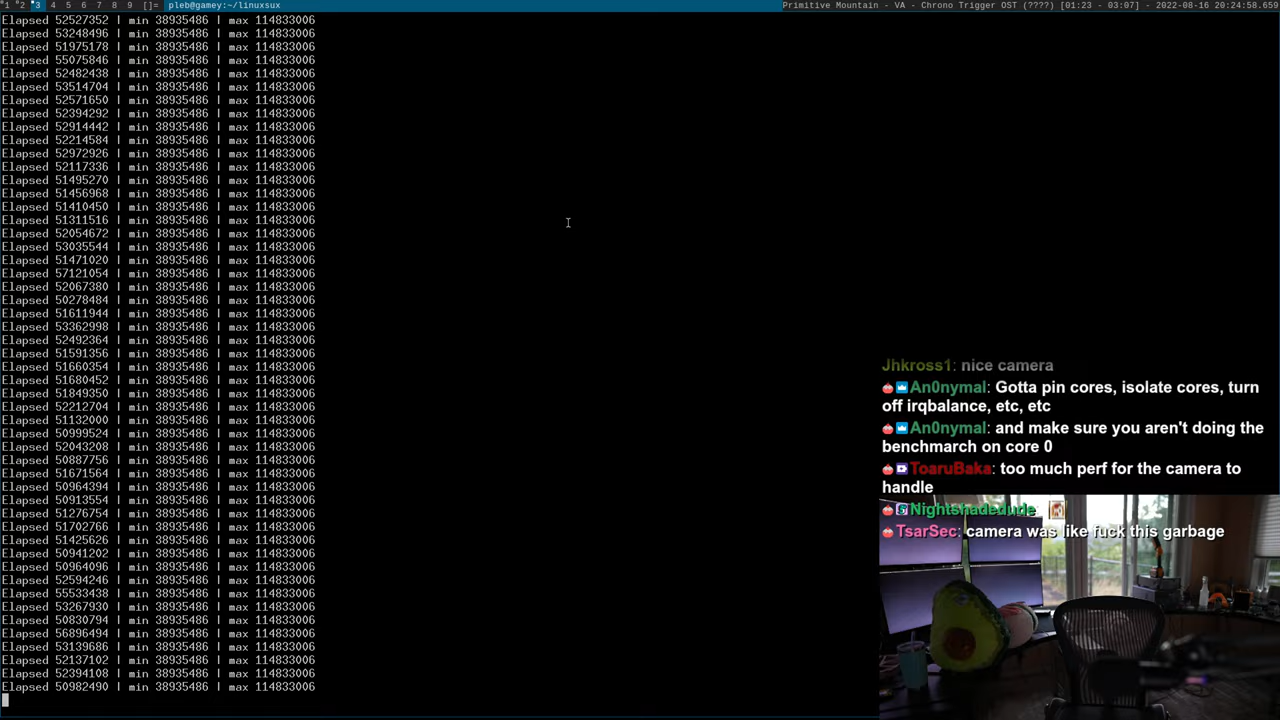 1 2 3 4 5 6 7 8 9 []= pleb@gamey:~/linuxsux
Primitive Mountain - VA - Chrono Trigger OST (????) [01:23 - 03:07] - 2022-08-16 20:24:58.659
Elapsed 52527352 | min 38935486 | max 114833006
Elapsed 53248496 | min 38935486 | max 114833006
Elapsed 51975178 | min 38935486 | max 114833006
Elapsed 55075846 | min 38935486 | max 114833006
Elapsed 52482438 | min 38935486 | max 114833006
Elapsed 53514704 | min 38935486 | max 114833006
Elapsed 52571650 | min 38935486 | max 114833006
Elapsed 52394292 | min 38935486 | max 114833006
Elapsed 52914442 | min 38935486 | max 114833006
Elapsed 52214584 | min 38935486 | max 114833006
Elapsed 52972926 | min 38935486 | max 114833006
Elapsed 52117336 | min 38935486 | max 114833006
Elapsed 51495270 | min 38935486 | max 114833006
Elapsed 51456968 | min 38935486 | max 114833006
Elapsed 51410450 | min 38935486 | max 114833006
Elapsed 51311516 | min 38935486 | max 114833006
Elapsed 52054672 | min 38935486 | max 114833006
Elapsed 53035544 | min 38935486 | max 114833006
Elapsed 51471020 | min 38935486 | max 114833006
Elapsed 57121054 | min 38935486 | max 114833006
Elapsed 52067380 | min 38935486 | max 114833006
Elapsed 50278484 | min 38935486 | max 114833006
Elapsed 51611944 | min 38935486 | max 114833006
Elapsed 53362998 | min 38935486 | max 114833006
Elapsed 52492364 | min 38935486 | max 114833006
Elapsed 51591356 | min 38935486 | max 114833006
Elapsed 51660354 | min 38935486 | max 114833006
Elapsed 51680452 | min 38935486 | max 114833006
Elapsed 51849350 | min 38935486 | max 114833006
Elapsed 52212704 | min 38935486 | max 114833006
Elapsed 51132000 | min 38935486 | max 114833006
Elapsed 50999524 | min 38935486 | max 114833006
Elapsed 52043208 | min 38935486 | max 114833006
Elapsed 50887756 | min 38935486 | max 114833006
Elapsed 51671564 | min 38935486 | max 114833006
Elapsed 50964394 | min 38935486 | max 114833006
Elapsed 50913554 | min 38935486 | max 114833006
Elapsed 51276754 | min 38935486 | max 114833006
Elapsed 51702766 | min 38935486 | max 114833006
Elapsed 51425626 | min 38935486 | max 114833006
Elapsed 50941202 | min 38935486 | max 114833006
Elapsed 50964096 | min 38935486 | max 114833006
Elapsed 52594246 | min 38935486 | max 114833006
Elapsed 55533438 | min 38935486 | max 114833006
Elapsed 53267930 | min 38935486 | max 114833006
Elapsed 50830794 | min 38935486 | max 114833006
Elapsed 56896494 | min 38935486 | max 114833006
Elapsed 53139686 | min 38935486 | max 114833006
Elapsed 52137102 | min 38935486 | max 114833006
Elapsed 52394108 | min 38935486 | max 114833006
Elapsed 50982490 | min 38935486 | max 114833006
Jhkross1: nice camera
An0nymal: Gotta pin cores, isolate cores, turn
off irqbalance, etc, etc
An0nymal: and make sure you aren't doing the
benchmarch on core 0
ToaruBaka: too much perf for the camera to
handle
Nightshadedude:
TsarSec: camera was like fuck this garbage